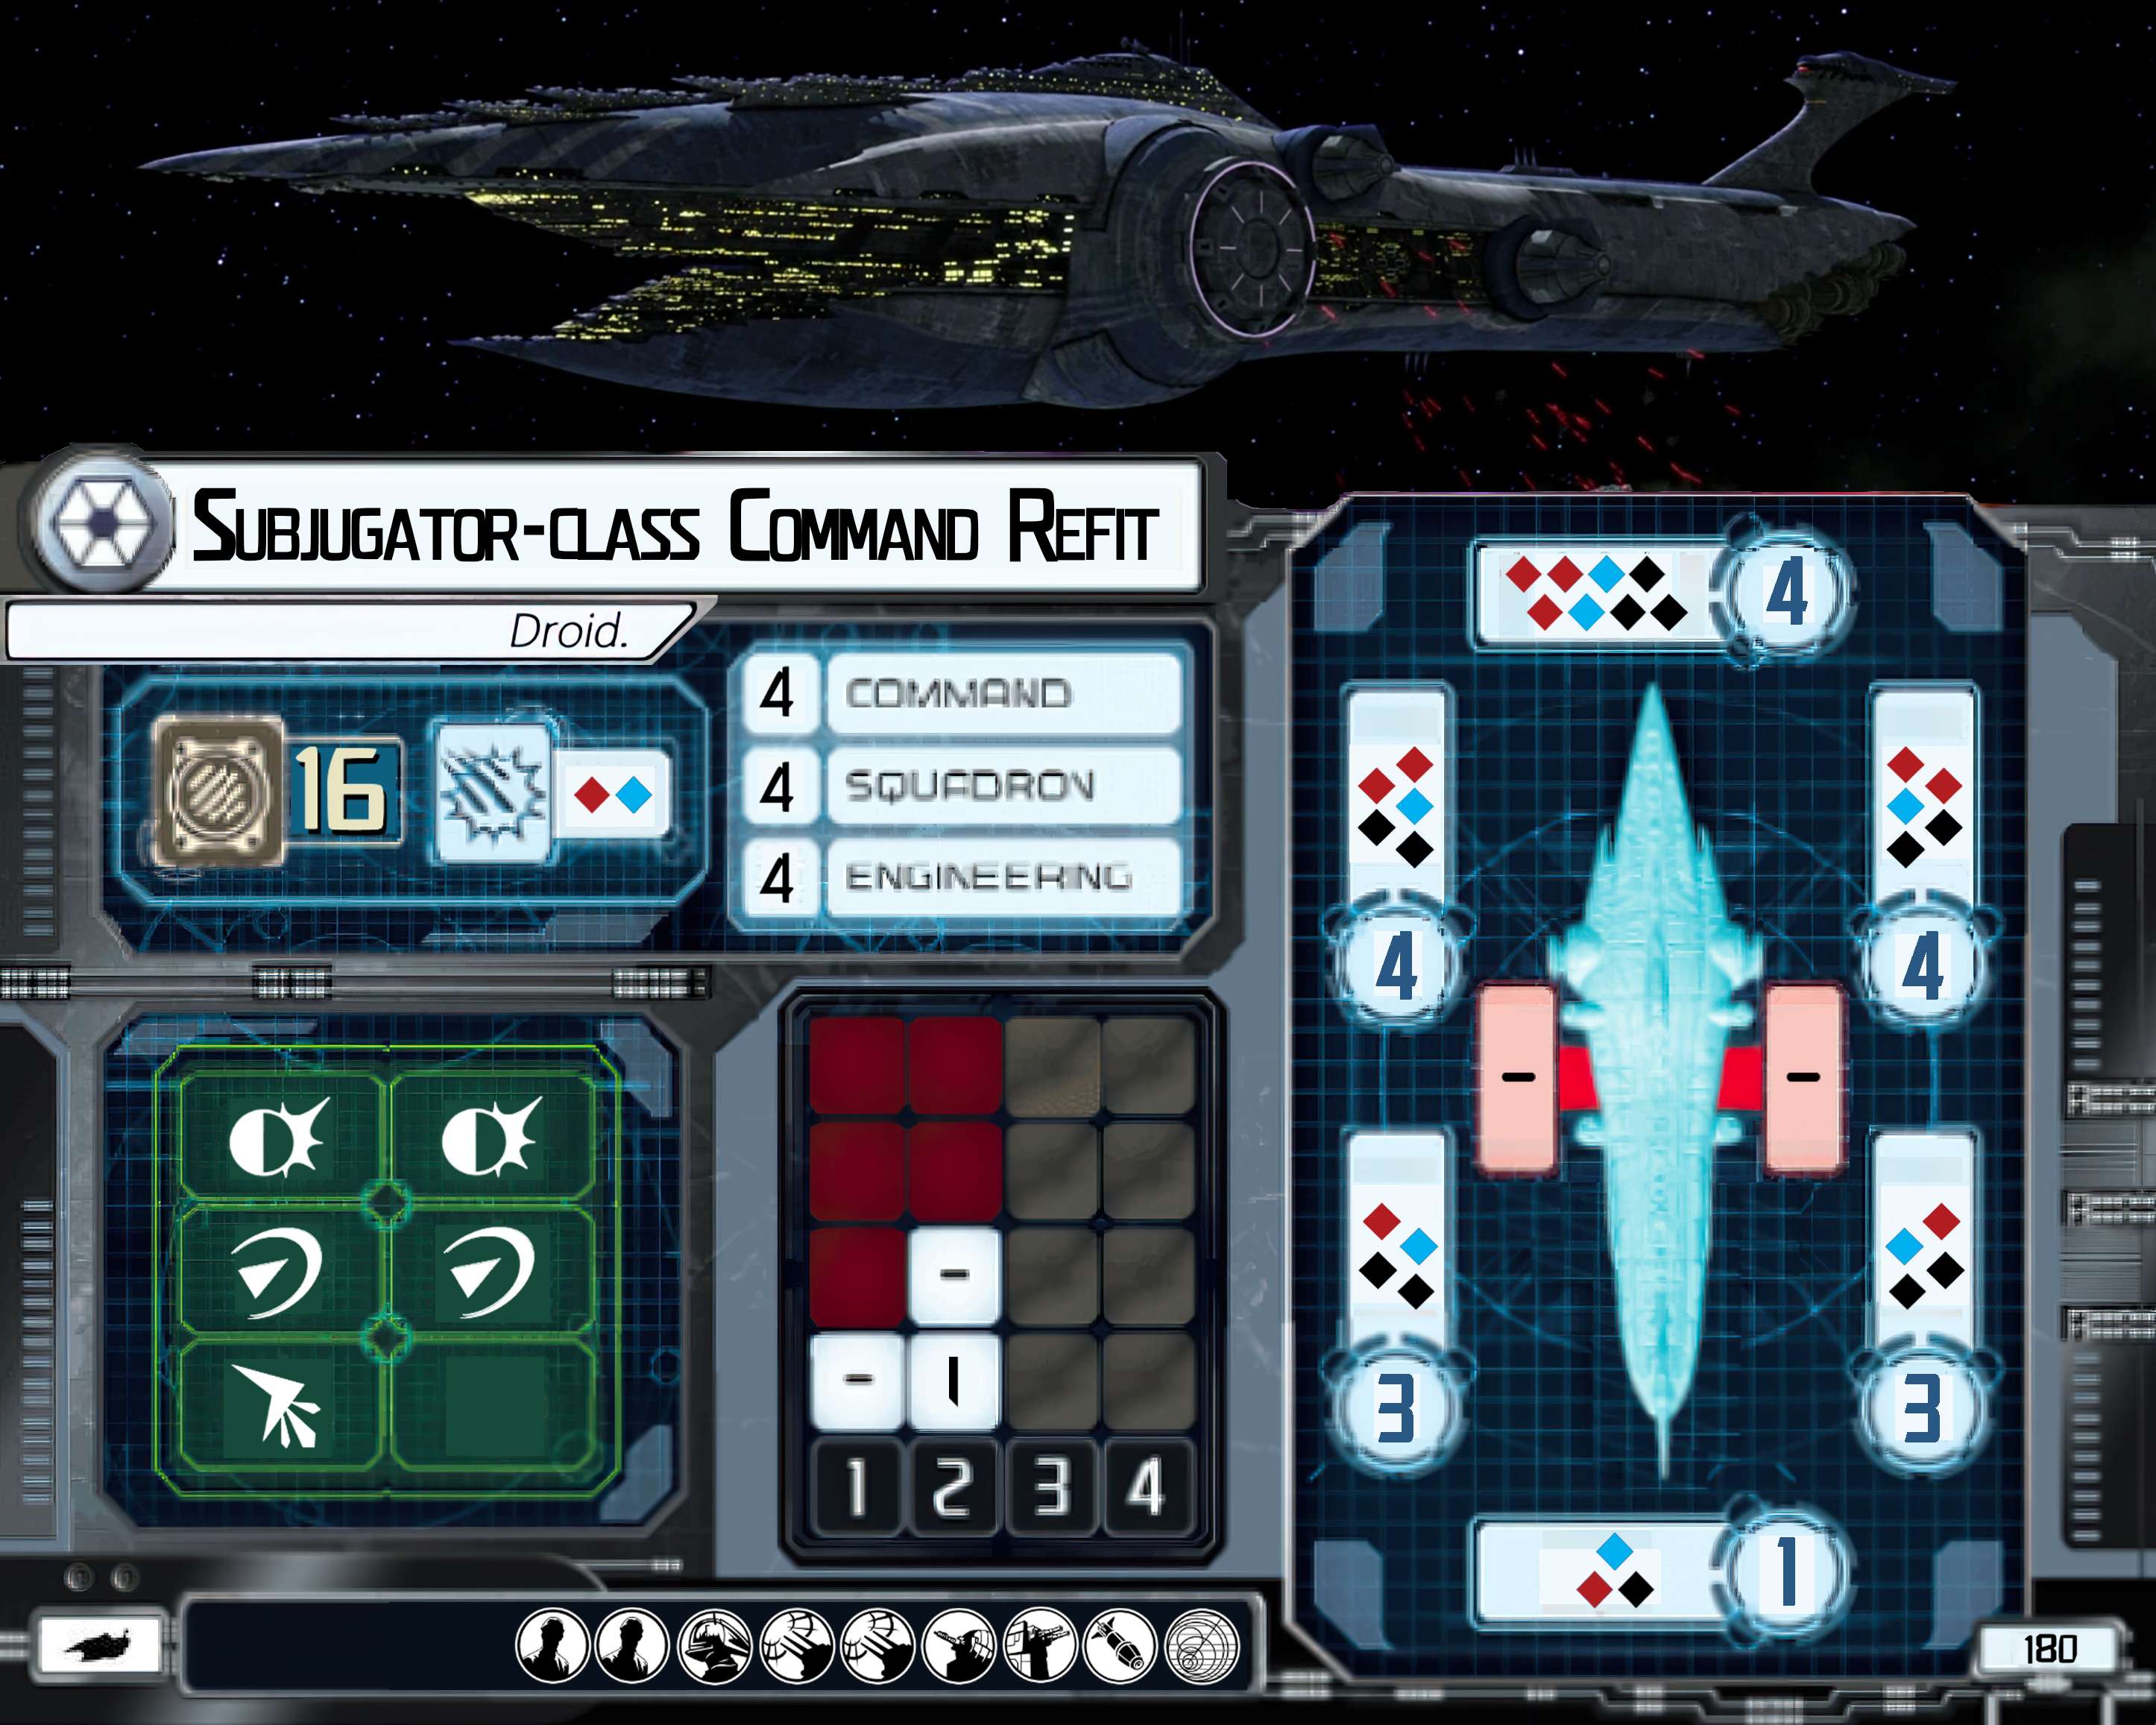 Subjugator-class Command Refit
Droid.
16
4 COMMAND
4 SQUADRON
4 ENGINEERING
4
4 4
- -
3 3
1
-
- I
1 2 3 4
180